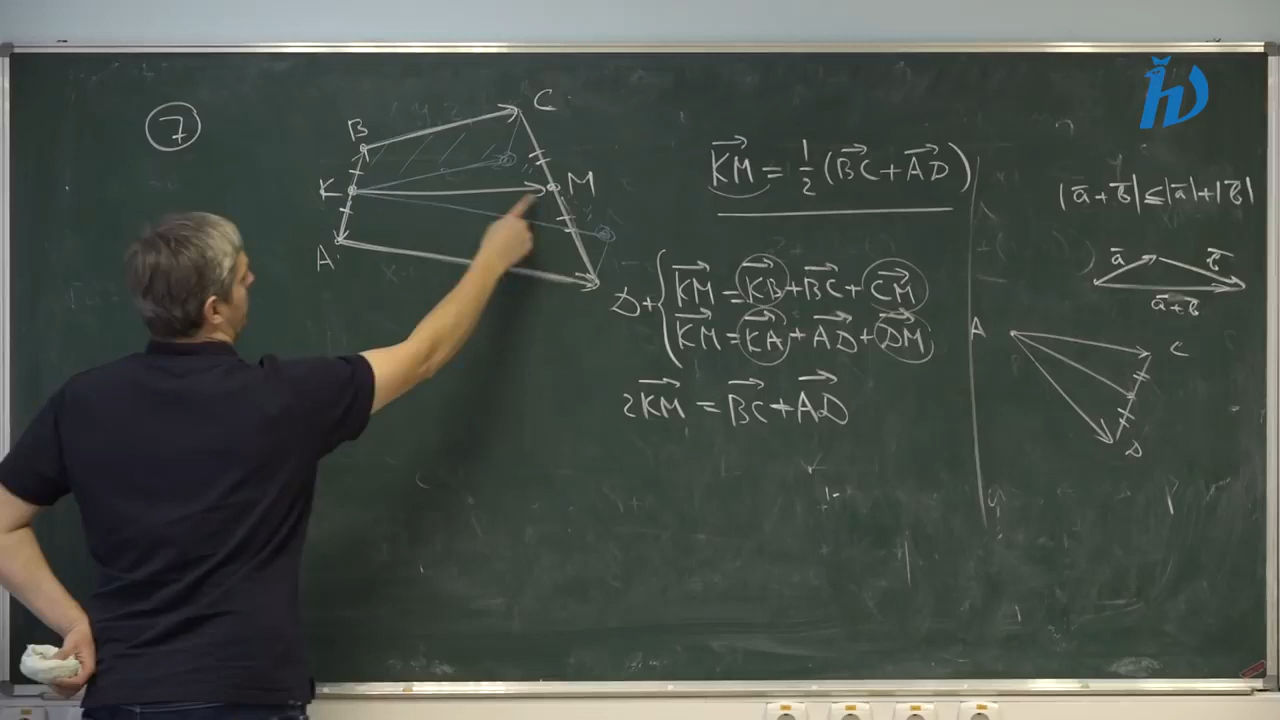 7
B
C
K
M
A
D
KM = 1/2 (BC + AD)
KM = KB + BC + CM
+
KM = KA + AD + DM
2KM = BC + AD
|a + b| ≤ |a| + |b|
a
b
a + b
A
C
D